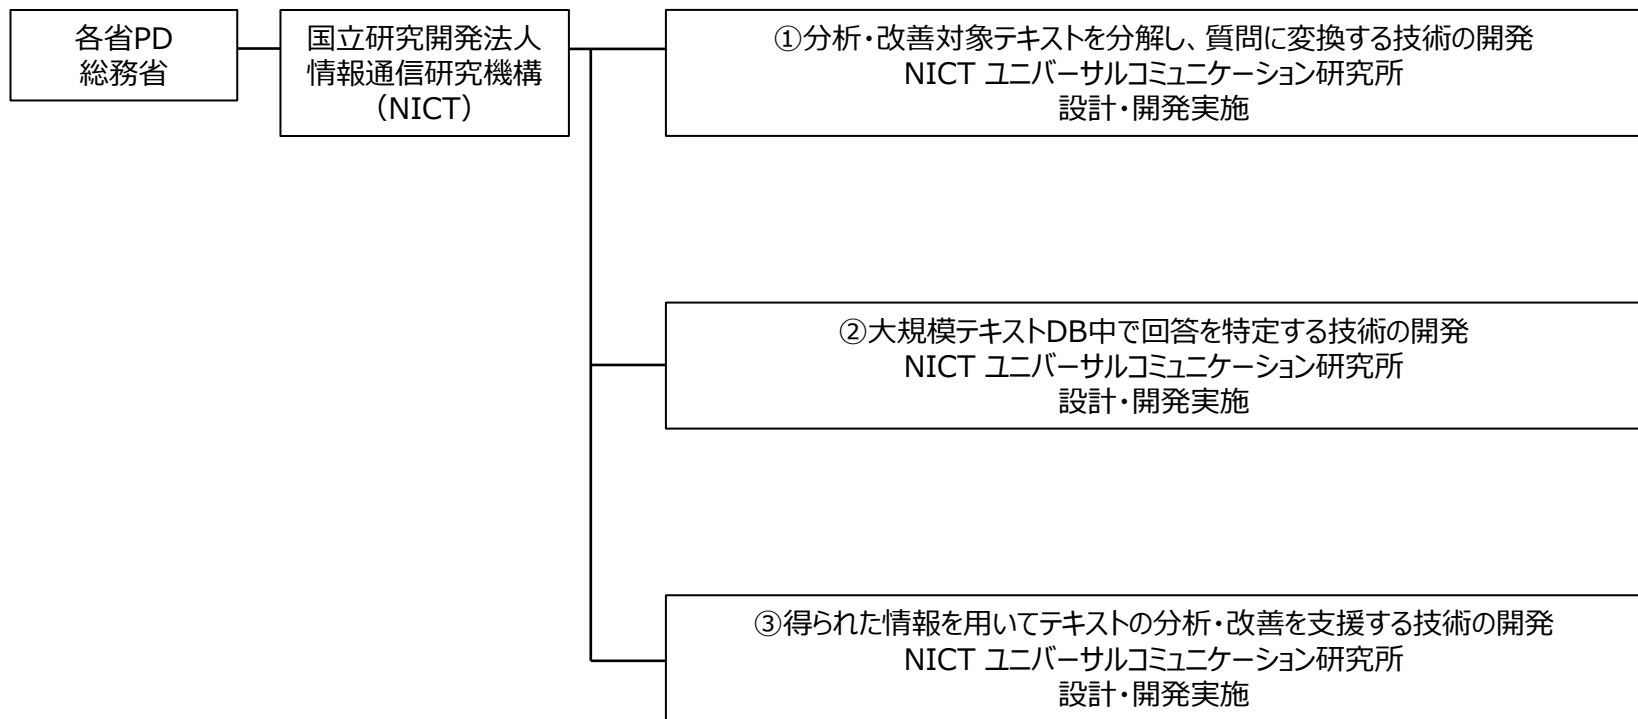 各省PD
総務省
国立研究開発法人
情報通信研究機構
（NICT）
①分析・改善対象テキストを分解し、質問に変換する技術の開発
NICT ユニバーサルコミュニケーション研究所
設計・開発実施
②大規模テキストDB中で回答を特定する技術の開発
NICT ユニバーサルコミュニケーション研究所
設計・開発実施
③得られた情報を用いてテキストの分析・改善を支援する技術の開発
NICT ユニバーサルコミュニケーション研究所
設計・開発実施